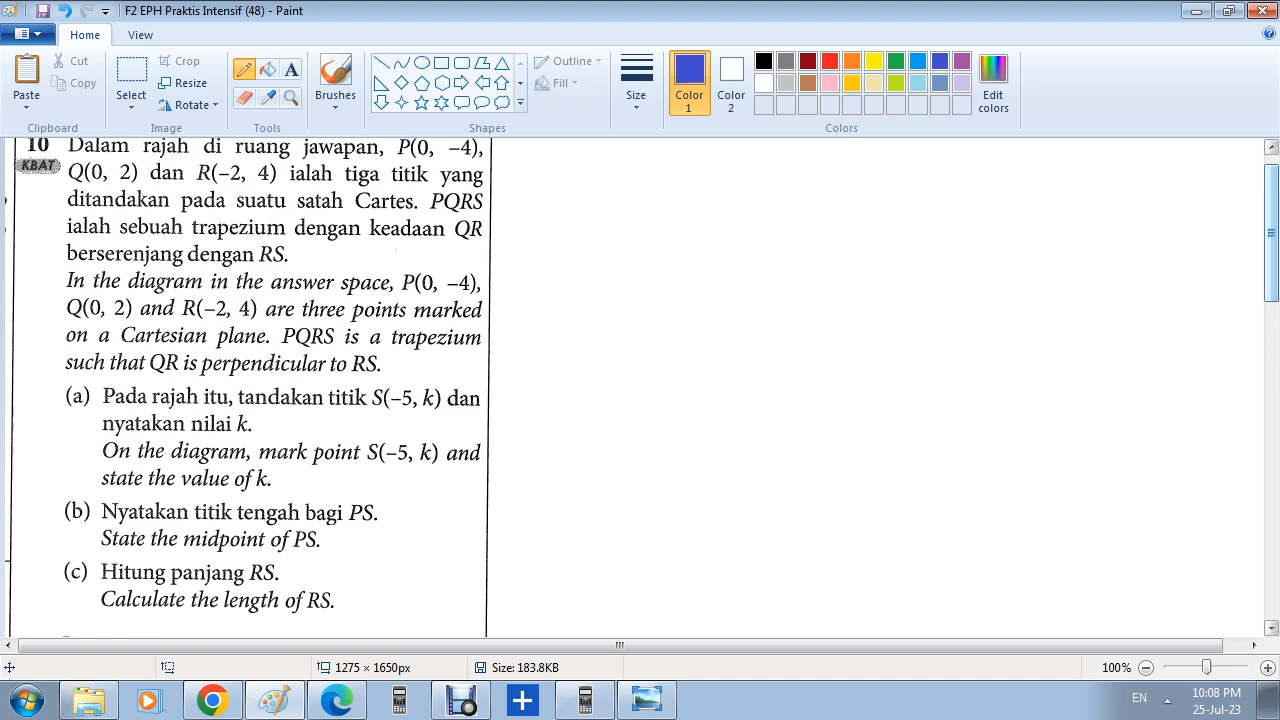 F2 EPH Praktis Intensif (48) - Paint
Home
View
Paste
Cut
Copy
Clipboard
Select
Crop
Resize
Rotate
Image
A
Tools
Brushes
Outline
Fill
Shapes
Size
Color 1
Color 2
Edit colors
Colors
10 Dalam rajah di ruang jawapan, P(0, –4),
KBAT
Q(0, 2) dan R(–2, 4) ialah tiga titik yang
ditandakan pada suatu satah Cartes. PQRS
ialah sebuah trapezium dengan keadaan QR
berserenjang dengan RS.
In the diagram in the answer space, P(0, –4),
Q(0, 2) and R(–2, 4) are three points marked
on a Cartesian plane. PQRS is a trapezium
such that QR is perpendicular to RS.
(a) Pada rajah itu, tandakan titik S(–5, k) dan
nyatakan nilai k.
On the diagram, mark point S(–5, k) and
state the value of k.
(b) Nyatakan titik tengah bagi PS.
State the midpoint of PS.
(c) Hitung panjang RS.
Calculate the length of RS.
1275 × 1650px
Size: 183.8KB
100%
EN
10:08 PM
25-Jul-23